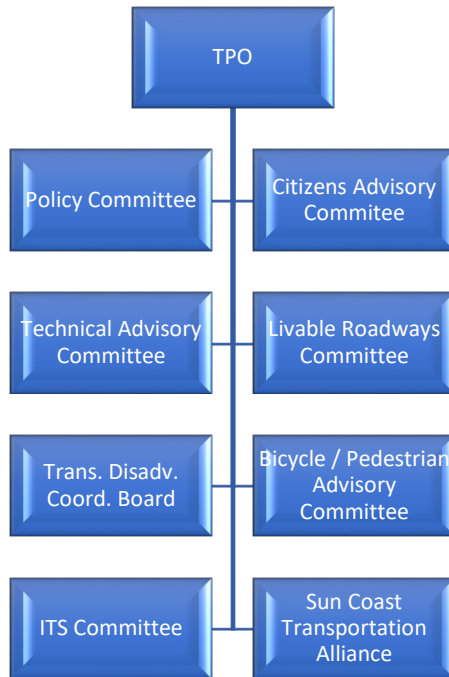 TPO
Policy Committee
Citizens Advisory
Commitee
Technical Advisory
Committee
Livable Roadways
Committee
Trans. Disadv.
Coord. Board
Bicycle / Pedestrian
Advisory
Committee
ITS Committee
Sun Coast
Transportation
Alliance